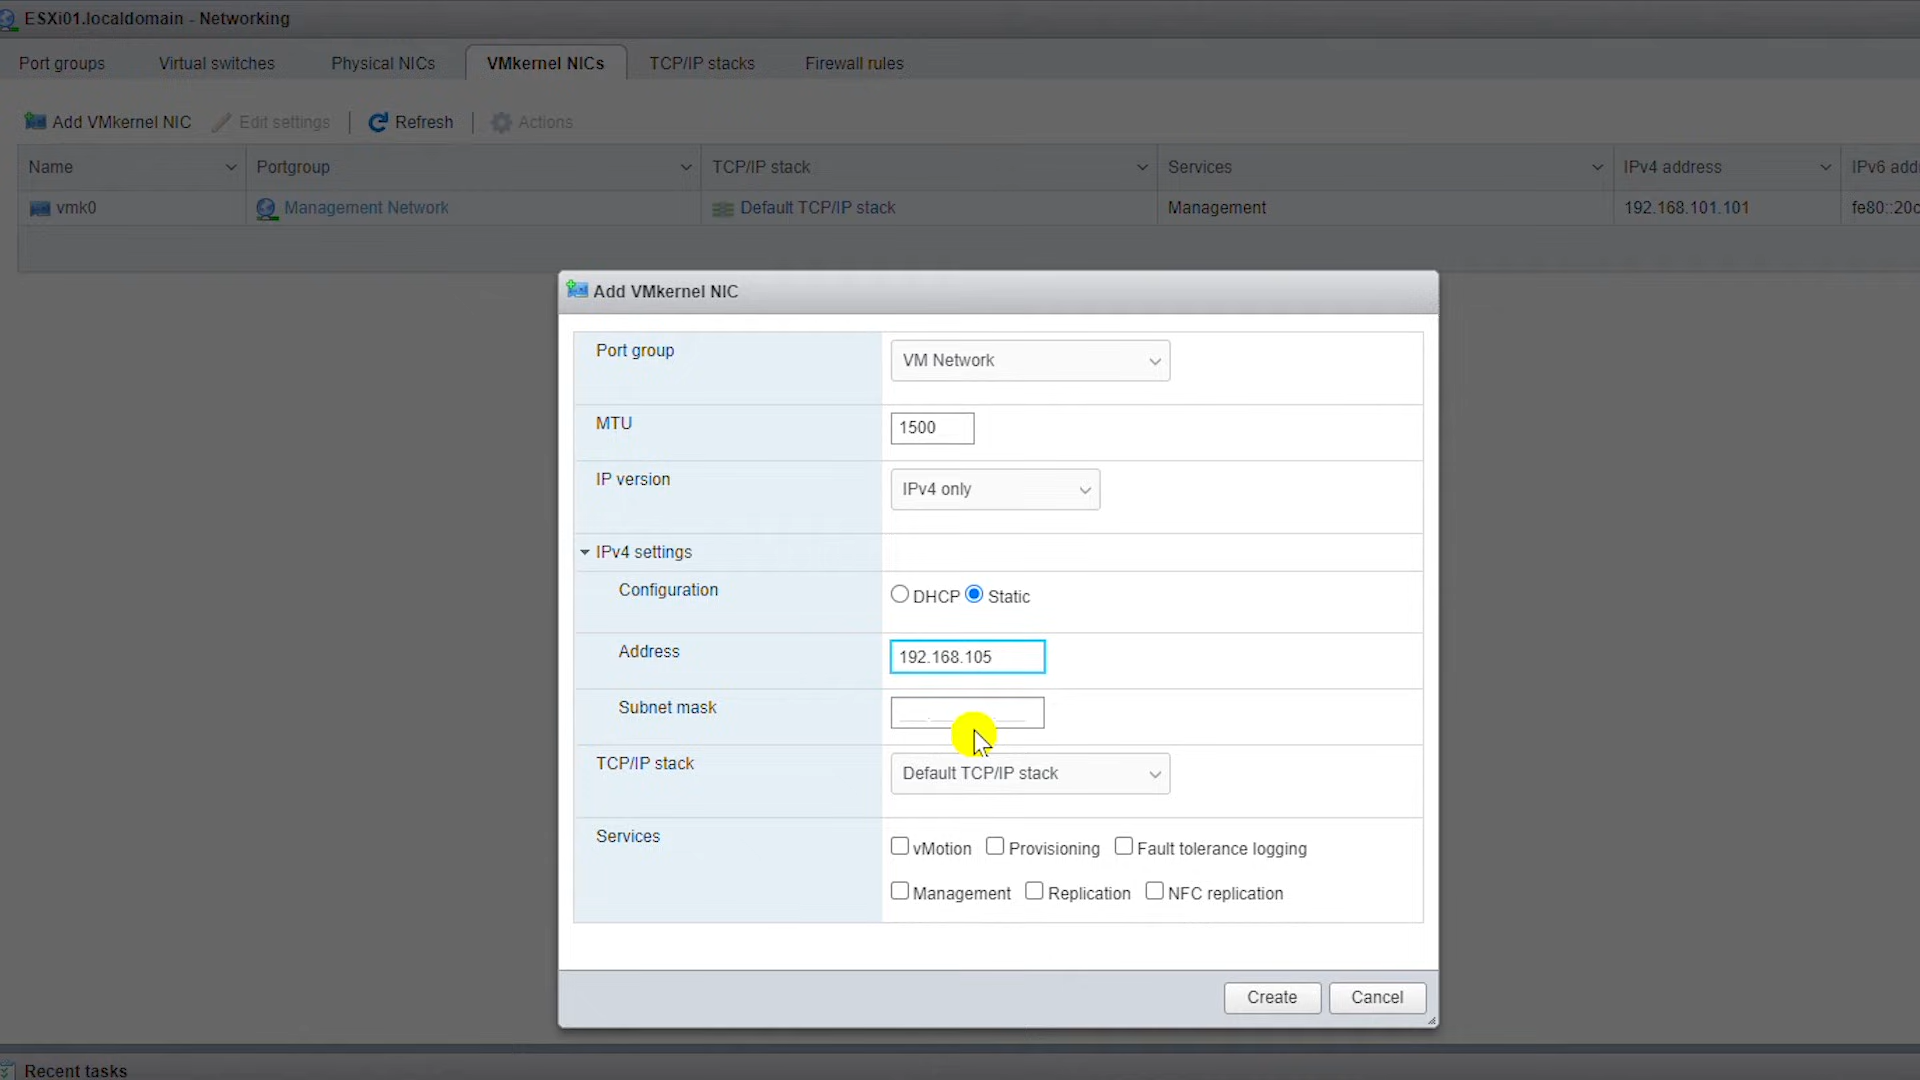 ESXi01.localdomain - Networking
Port groups Virtual switches Physical NICs VMkernel NICs TCP/IP stacks Firewall rules
Add VMkernel NIC Edit settings Refresh Actions
Name Portgroup TCP/IP stack Services IPv4 address IPv6 add
vmk0 Management Network Default TCP/IP stack Management 192.168.101.101 fe80::20c
Add VMkernel NIC
Port group VM Network
MTU 1500
IP version IPv4 only
IPv4 settings
Configuration DHCP Static
Address 192.168.105
Subnet mask
TCP/IP stack Default TCP/IP stack
Services vMotion Provisioning Fault tolerance logging
Management Replication NFC replication
Create Cancel
Recent tasks